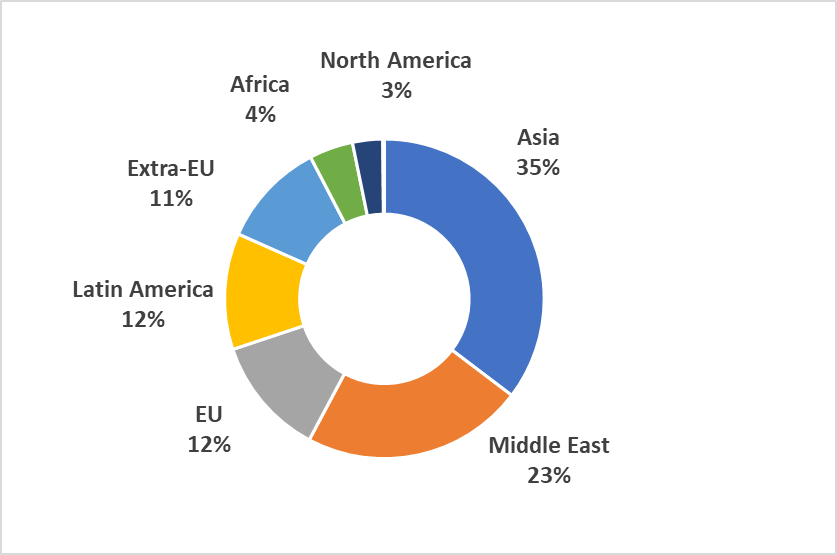 North America
3%
Africa
4%
Asia
35%
Extra-EU
11%
Latin America
12%
EU
12%
Middle East
23%